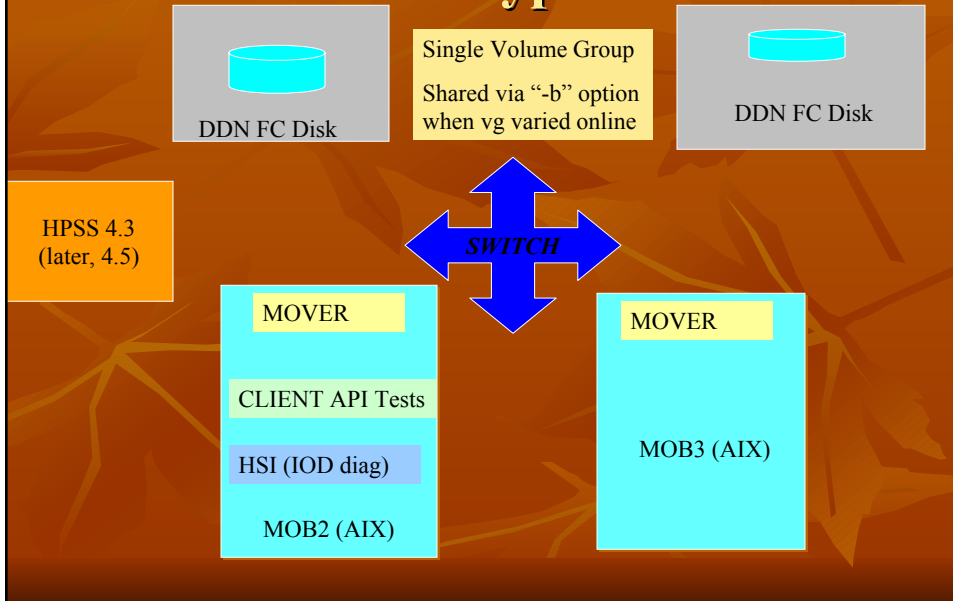 Single Volume Group
Shared via “-b” option
when vg varied online
DDN FC Disk
DDN FC Disk
HPSS 4.3
(later, 4.5)
SWITCH
MOVER
CLIENT API Tests
HSI (IOD diag)
MOB2 (AIX)
MOVER
MOB3 (AIX)